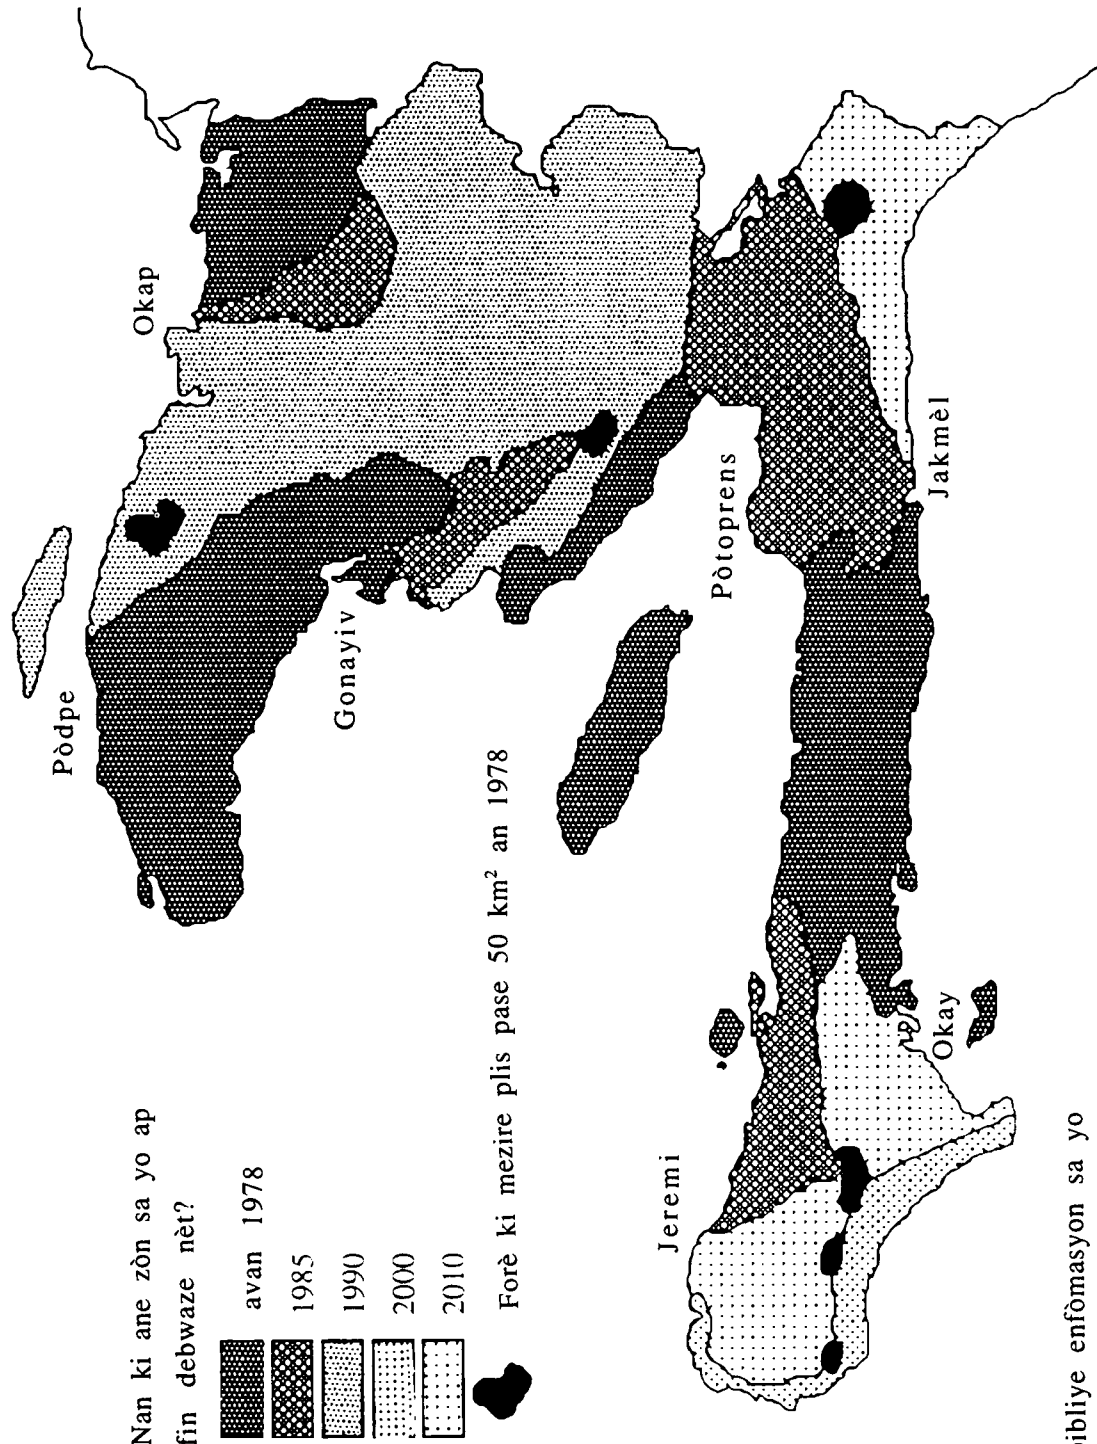 Nan ki ane zòn sa yo ap
fin debwaze nèt?
avan 1978
1985
1990
2000
2010
Forè ki mezire plis pase 50 km² an 1978
Pòdpe
Okap
Gonayiv
Pòtoprens
Jakmèl
Jeremi
Okay
pibliye enfòmasyon sa yo